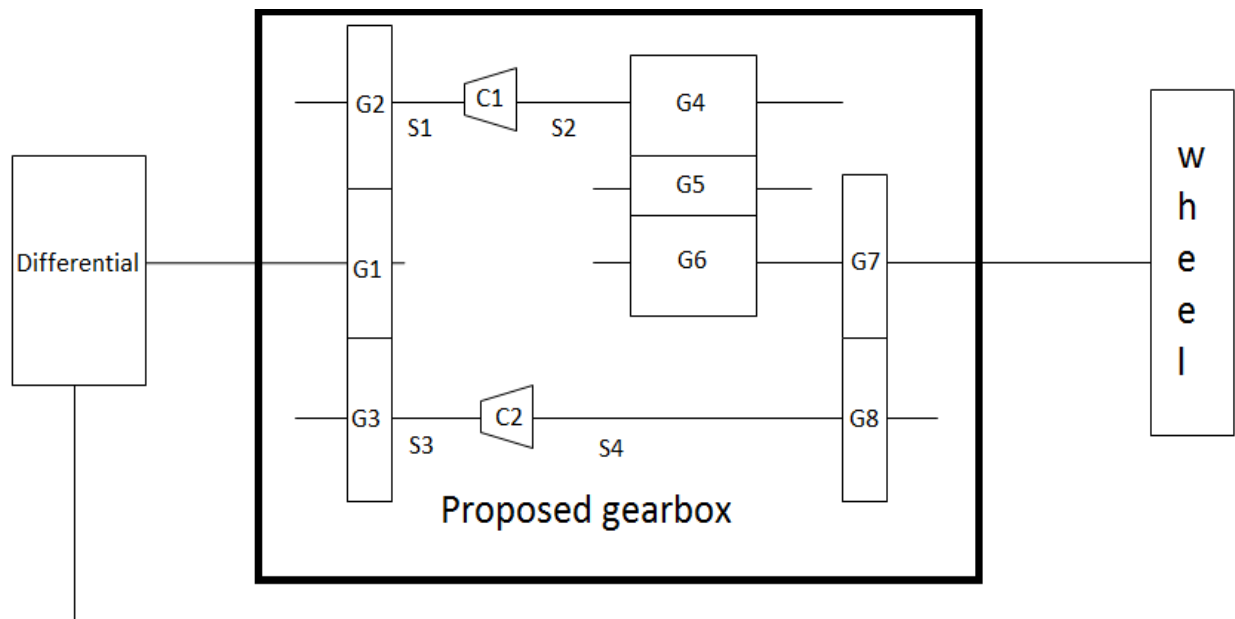 G2
C1
G4
S1
S2
G5
Differential
G1
G6
G7
w
h
e
e
l
G3
C2
G8
S3
S4
Proposed gearbox